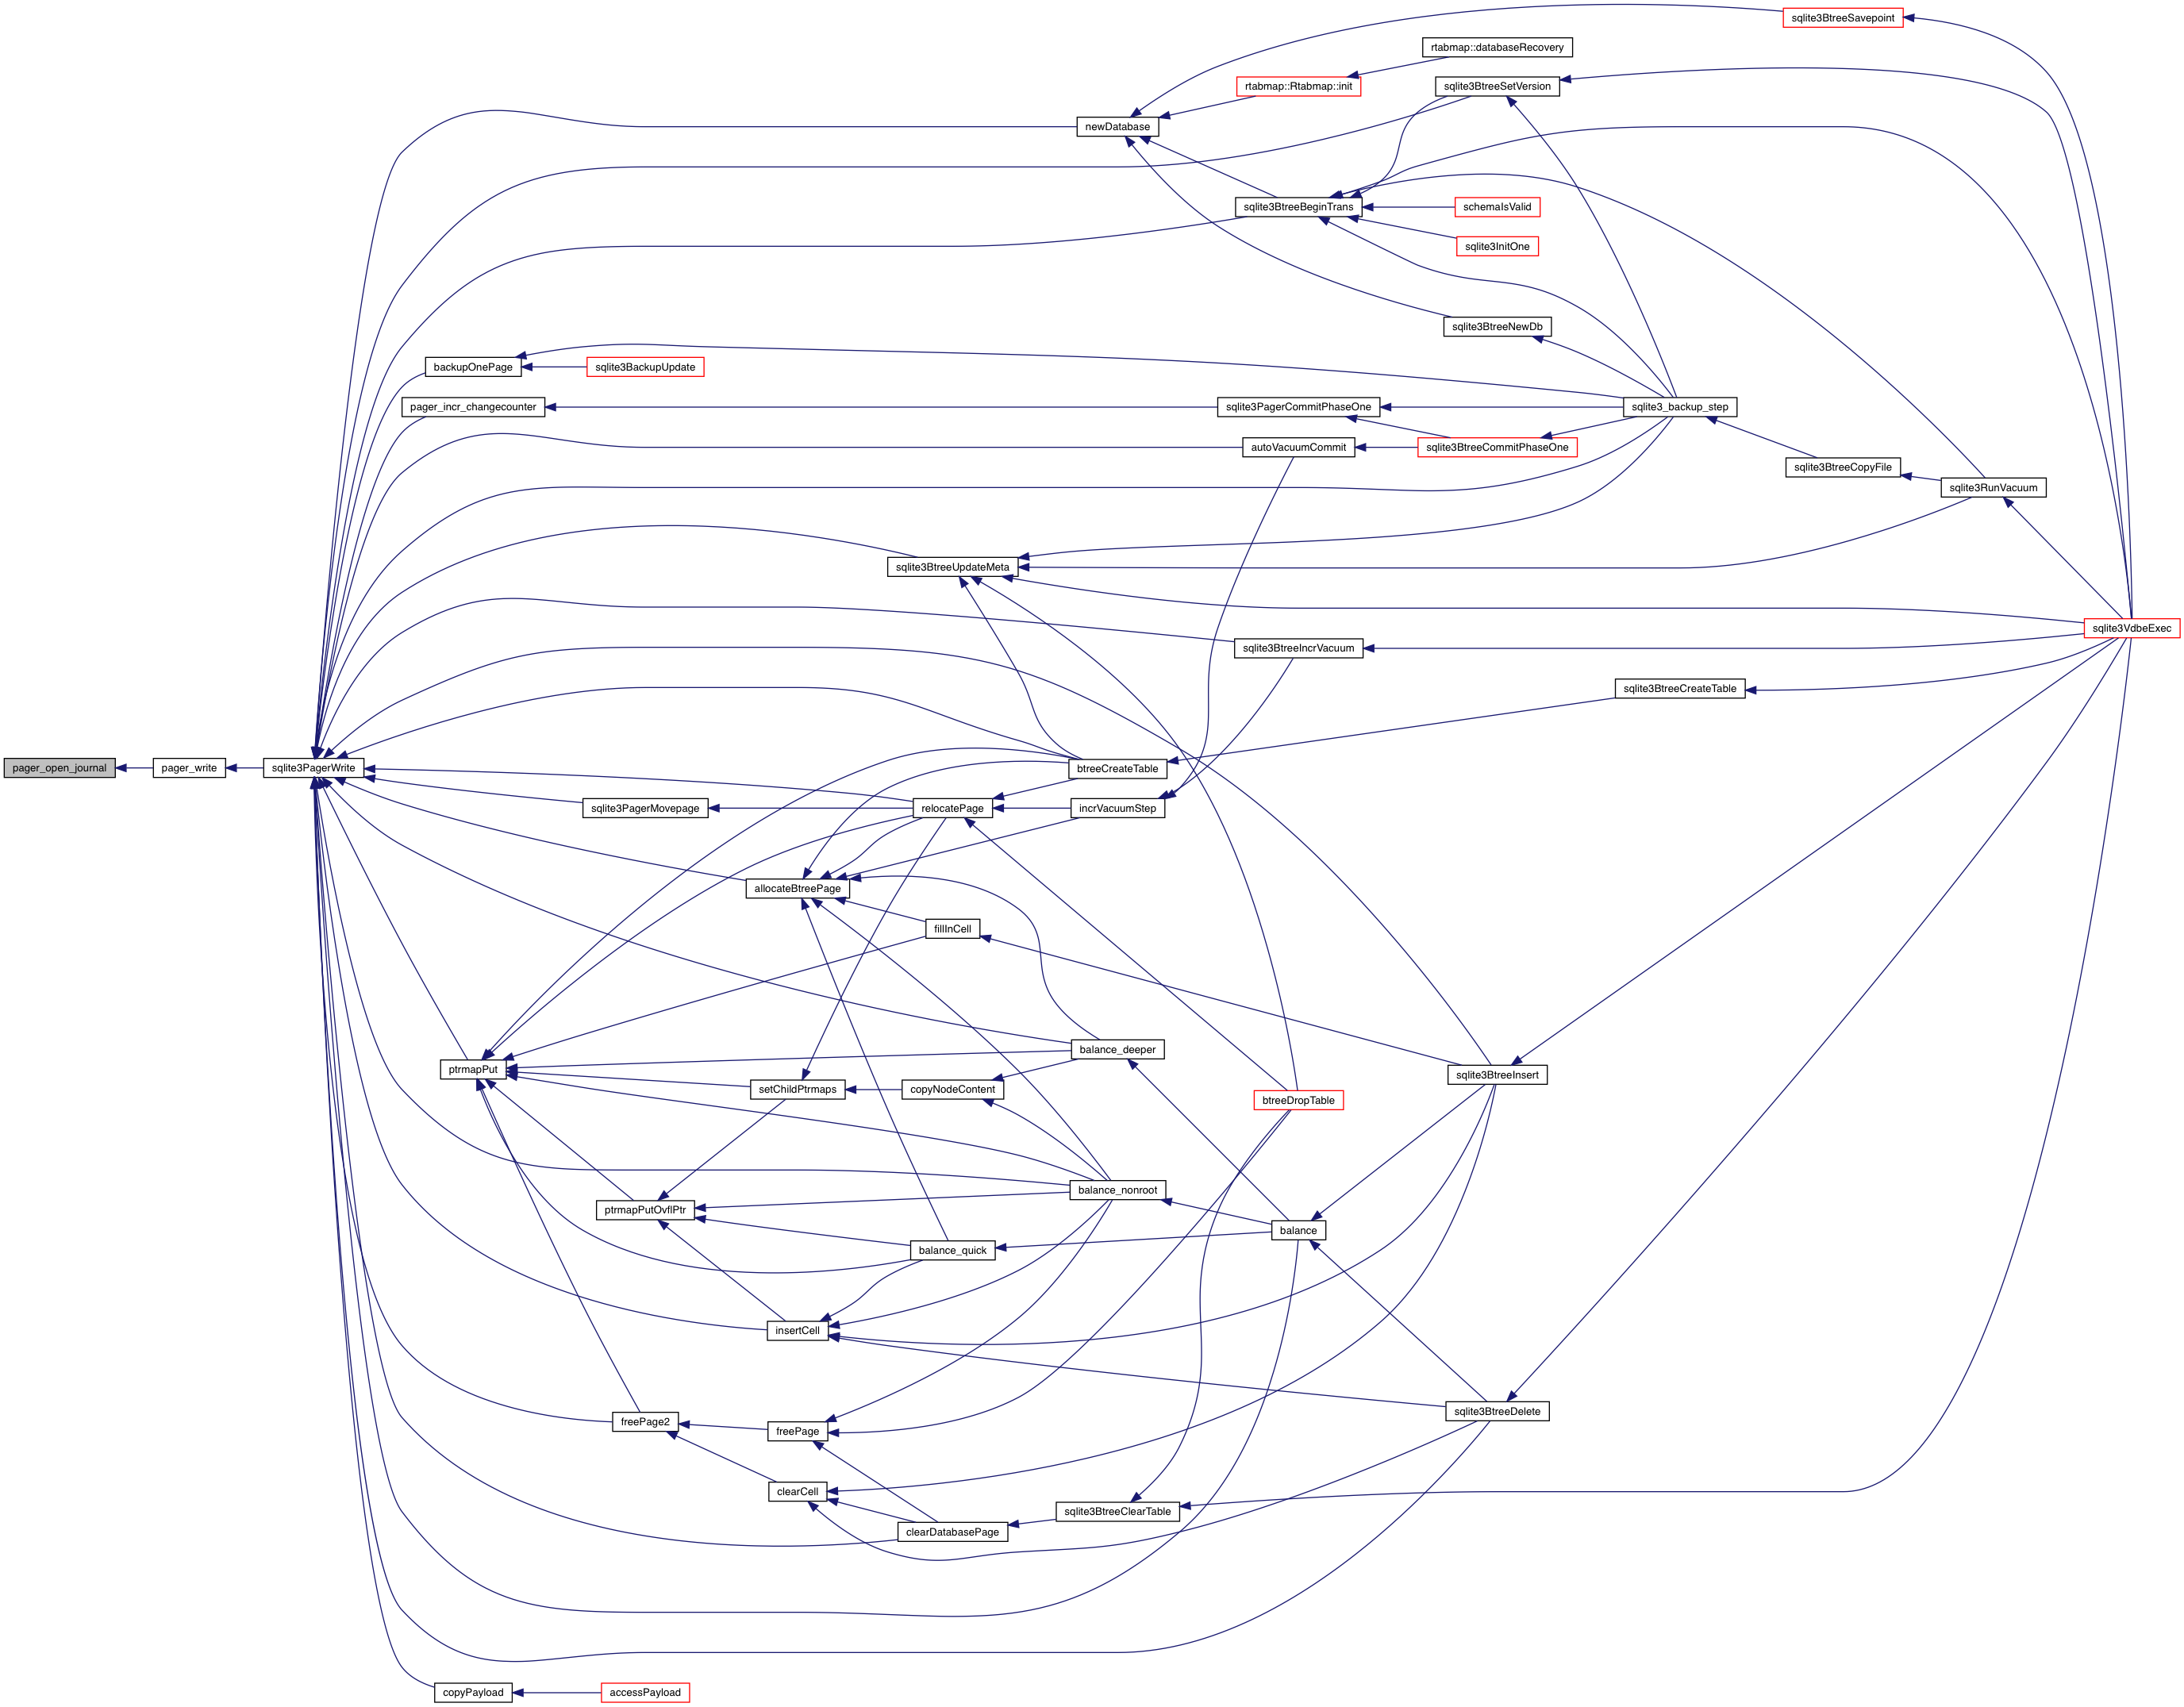 sqlite3BtreeSavepoint
rtabmap::databaseRecovery
rtabmap::Rtabmap::init
sqlite3BtreeSetVersion
newDatabase
sqlite3BtreeBeginTrans
schemaIsValid
sqlite3InitOne
sqlite3BtreeNewDb
backupOnePage
sqlite3BackupUpdate
pager_incr_changecounter
sqlite3PagerCommitPhaseOne
sqlite3_backup_step
autoVacuumCommit
sqlite3BtreeCommitPhaseOne
sqlite3BtreeCopyFile
sqlite3RunVacuum
sqlite3BtreeUpdateMeta
sqlite3VdbeExec
sqlite3BtreeIncrVacuum
sqlite3BtreeCreateTable
pager_open_journal
pager_write
sqlite3PagerWrite
btreeCreateTable
sqlite3PagerMovepage
relocatePage
incrVacuumStep
allocateBtreePage
fillInCell
balance_deeper
ptrmapPut
sqlite3BtreeInsert
setChildPtrmaps
copyNodeContent
btreeDropTable
balance_nonroot
ptrmapPutOvflPtr
balance
balance_quick
insertCell
sqlite3BtreeDelete
freePage2
freePage
clearCell
sqlite3BtreeClearTable
clearDatabasePage
copyPayload
accessPayload